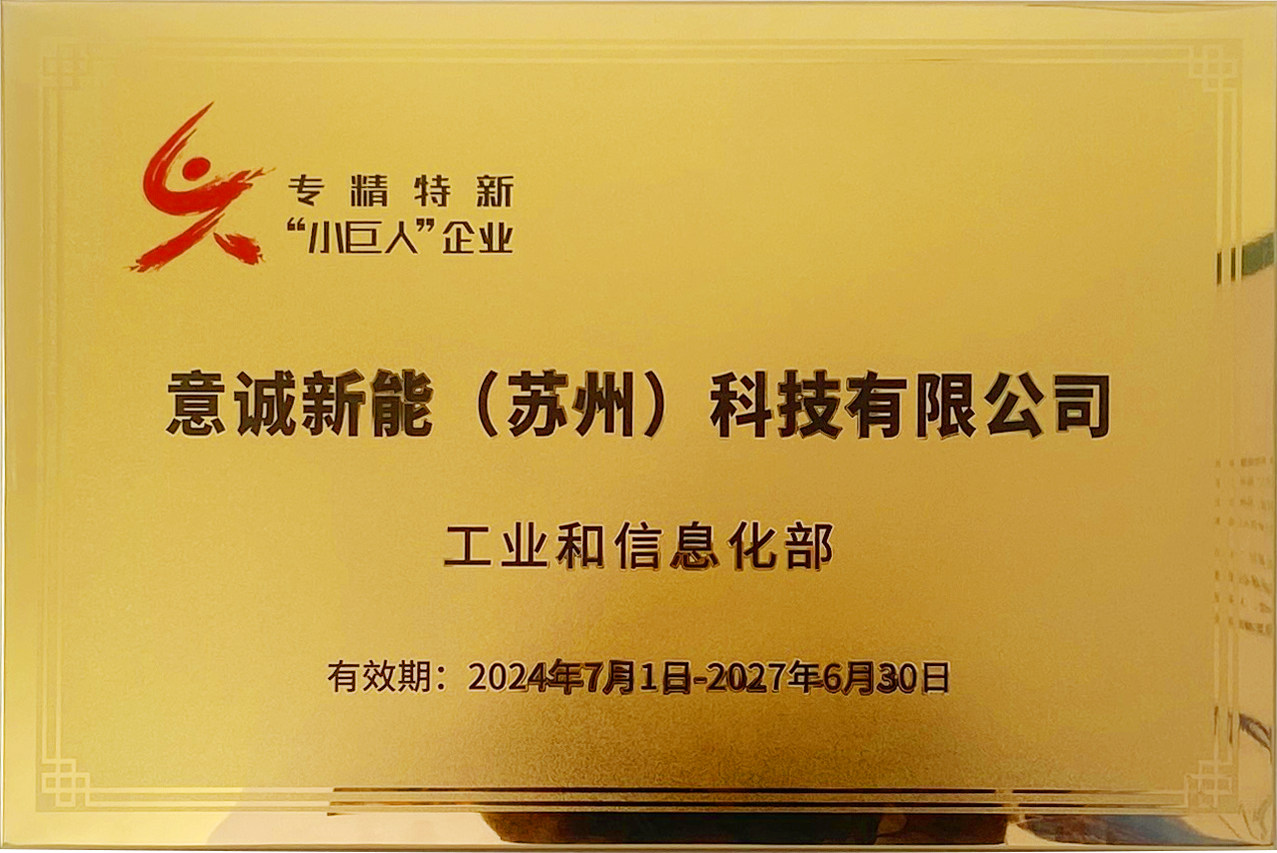 专精特新
“小巨人”企业
意诚新能（苏州）科技有限公司
工业和信息化部
有效期：2024年7月1日-2027年6月30日